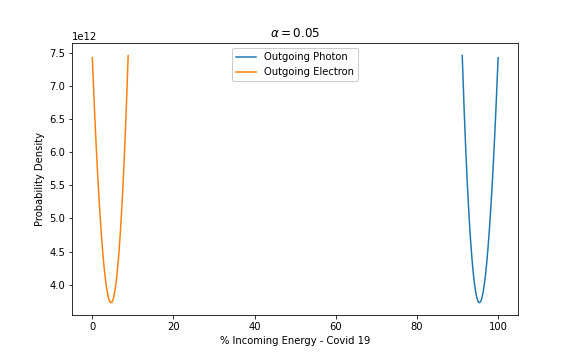 α = 0.05
1e12
Outgoing Photon
Outgoing Electron
7.5
7.0
6.5
6.0
5.5
5.0
4.5
4.0
Probability Density
0 20 40 60 80 100
% Incoming Energy - Covid 19